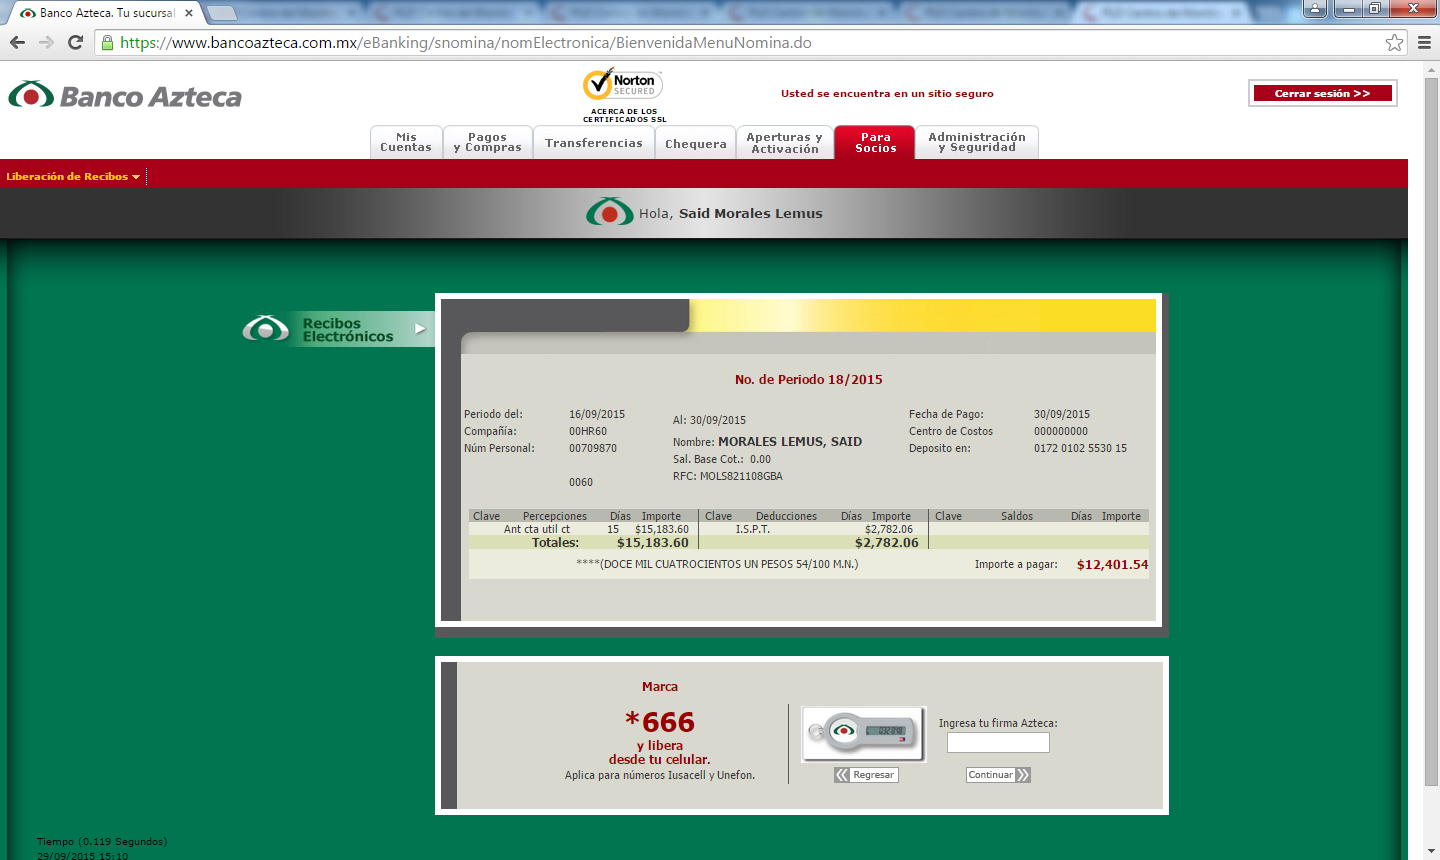 Banco Azteca. Tu sucursal
https://www.bancoazteca.com.mx/eBanking/snomina/nomElectronica/BienvenidaMenuNomina.do
Banco Azteca
Norton
SECURED
ACERCA DE LOS
CERTIFICADOS SSL
Usted se encuentra en un sitio seguro
Cerrar sesión >>
Mis Cuentas
Pagos y Compras
Transferencias
Chequera
Aperturas y Activación
Para Socios
Administración y Seguridad
Liberación de Recibos
Hola, Said Morales Lemus
Recibos
Electrónicos
No. de Periodo 18/2015
Periodo del: 16/09/2015 Al: 30/09/2015 Fecha de Pago: 30/09/2015
Compañía: 00HR60 Nombre: MORALES LEMUS, SAID Centro de Costos 000000000
Núm Personal: 00709870 Sal. Base Cot.: 0.00 Deposito en: 0172 0102 5530 15
0060 RFC: MOLS821108GBA
Clave Percepciones Días Importe Clave Deducciones Días Importe Clave Saldos Días Importe
Ant cta util ct 15 $15,183.60 I.S.P.T. $2,782.06
Totales: $15,183.60 $2,782.06
****(DOCE MIL CUATROCIENTOS UN PESOS 54/100 M.N.) Importe a pagar: $12,401.54
Marca
*666
y libera
desde tu celular.
Aplica para números Iusacell y Unefon.
Ingresa tu firma Azteca:
Regresar
Continuar
Tiempo (0.119 Segundos)
29/09/2015 15:10